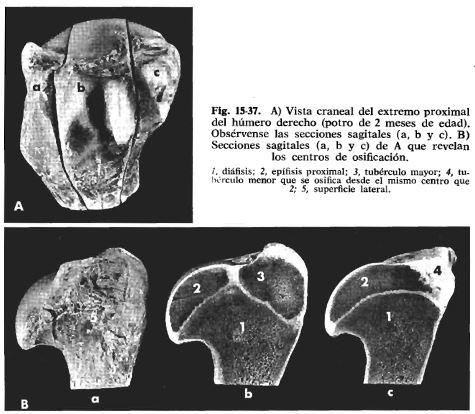 a
b
c
A
Fig. 15-37. A) Vista craneal del extremo proximal
del húmero derecho (potro de 2 meses de edad).
Obsérvense las secciones sagitales (a, b y c). B)
Secciones sagitales (a, b y c) de A que revelan
los centros de osificación.
1, diáfisis; 2, epífisis proximal; 3, tubérculo mayor; 4, tu-
bérculo menor que se osifica desde el mismo centro que
2; 5, superficie lateral.
5
2
3
1
2
4
1
B
a
b
c